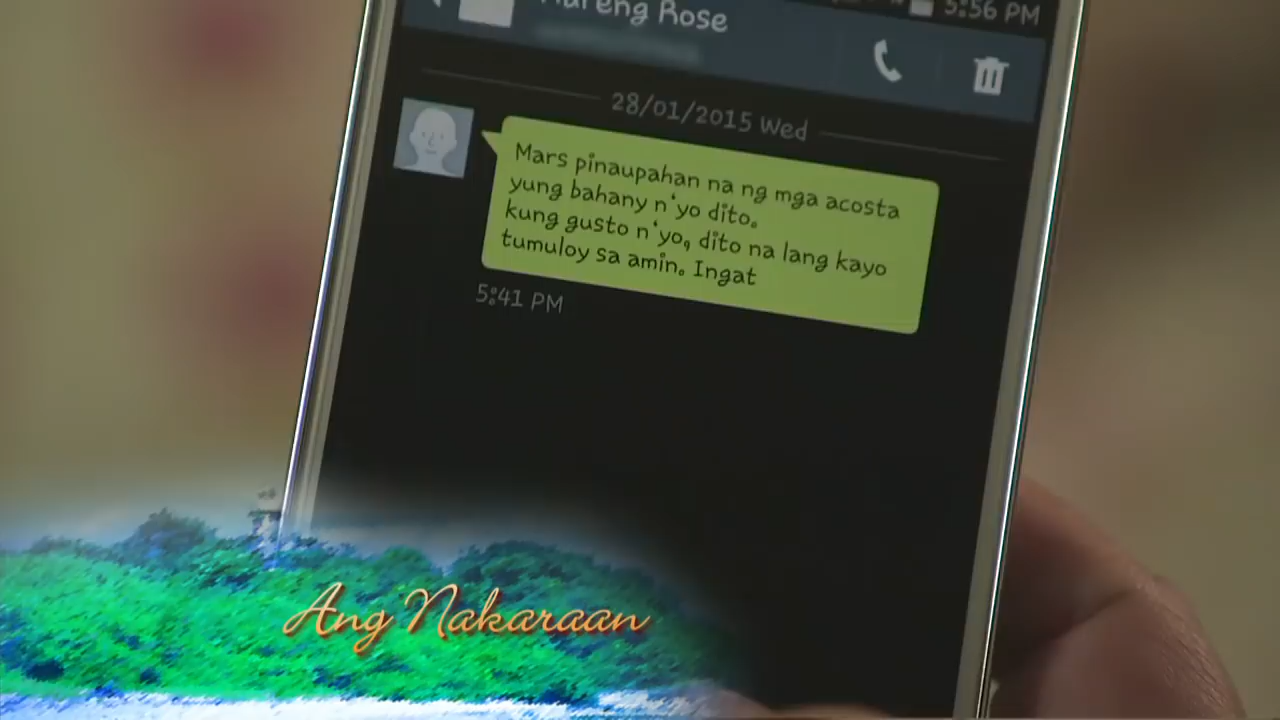 5:56 PM
Mareng Rose
28/01/2015 Wed
Mars pinaupahan na ng mga acosta
yung bahany n'yo dito.
kung gusto n'yo, dito na lang kayo
tumuloy sa amin. Ingat
5:41 PM
Ang Nakaraan